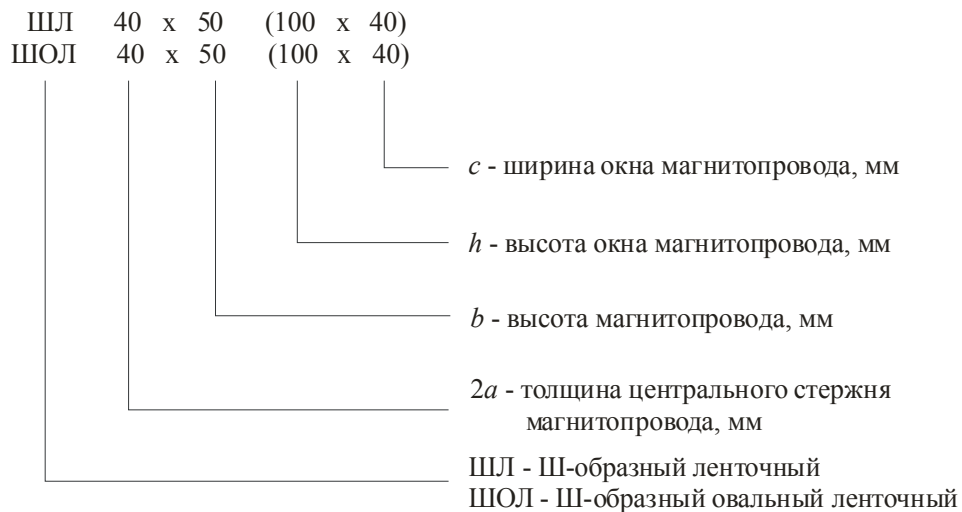 ШЛ 40 х 50 (100 х 40)
ШОЛ 40 х 50 (100 х 40)
c - ширина окна магнитопровода, мм
h - высота окна магнитопровода, мм
b - высота магнитопровода, мм
2a - толщина центрального стержня
магнитопровода, мм
ШЛ - Ш-образный ленточный
ШОЛ - Ш-образный овальный ленточный